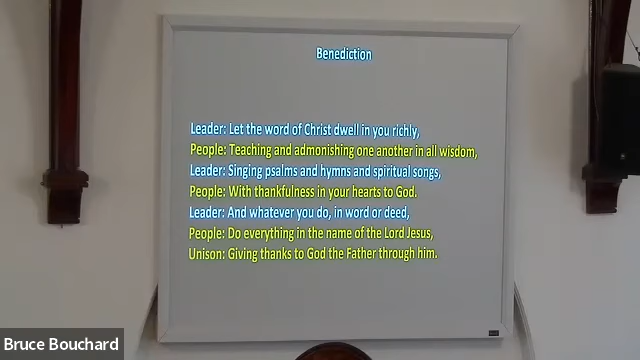 Benediction
Leader: Let the word of Christ dwell in you richly,
People: Teaching and admonishing one another in all wisdom,
Leader: Singing psalms and hymns and spiritual songs,
People: With thankfulness in your hearts to God.
Leader: And whatever you do, in word or deed,
People: Do everything in the name of the Lord Jesus,
Unison: Giving thanks to God the Father through him.
Bruce Bouchard